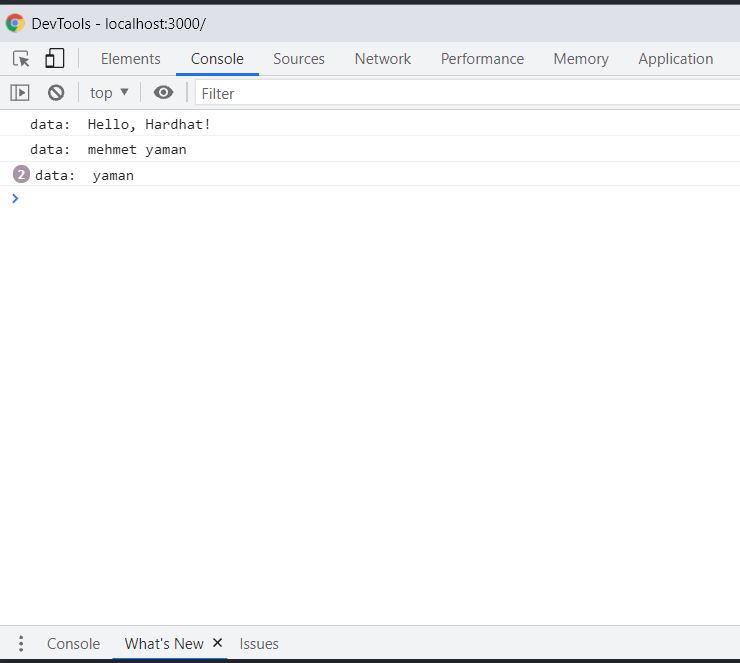 DevTools - localhost:3000/
Elements Console Sources Network Performance Memory Application
top Filter
data: Hello, Hardhat!
data: mehmet yaman
2 data: yaman
Console What's New Issues